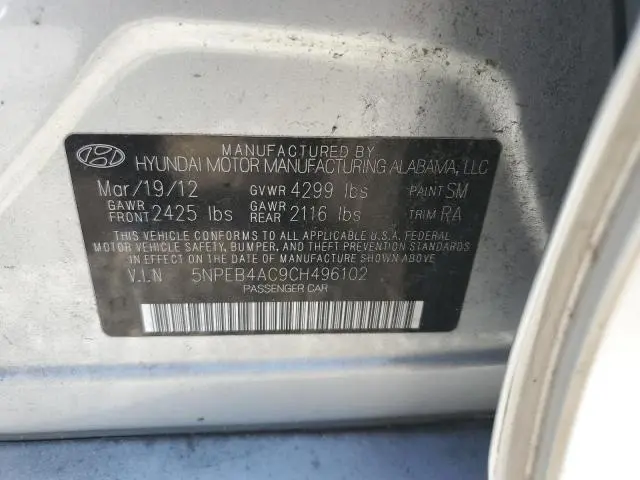 MANUFACTURED BY
HYUNDAI MOTOR MANUFACTURING ALABAMA, LLC
Mar/19/12 GVWR 4299 lbs PAINT SM
GAWR FRONT 2425 lbs GAWR REAR 2116 lbs TRIM RA
THIS VEHICLE CONFORMS TO ALL APPLICABLE U.S.A. FEDERAL
MOTOR VEHICLE SAFETY, BUMPER, AND THEFT PREVENTION STANDARDS
IN EFFECT ON THE DATE OF MANUFACTURE SHOWN ABOVE
V.I.N 5NPEB4AC9CH496102
PASSENGER CAR